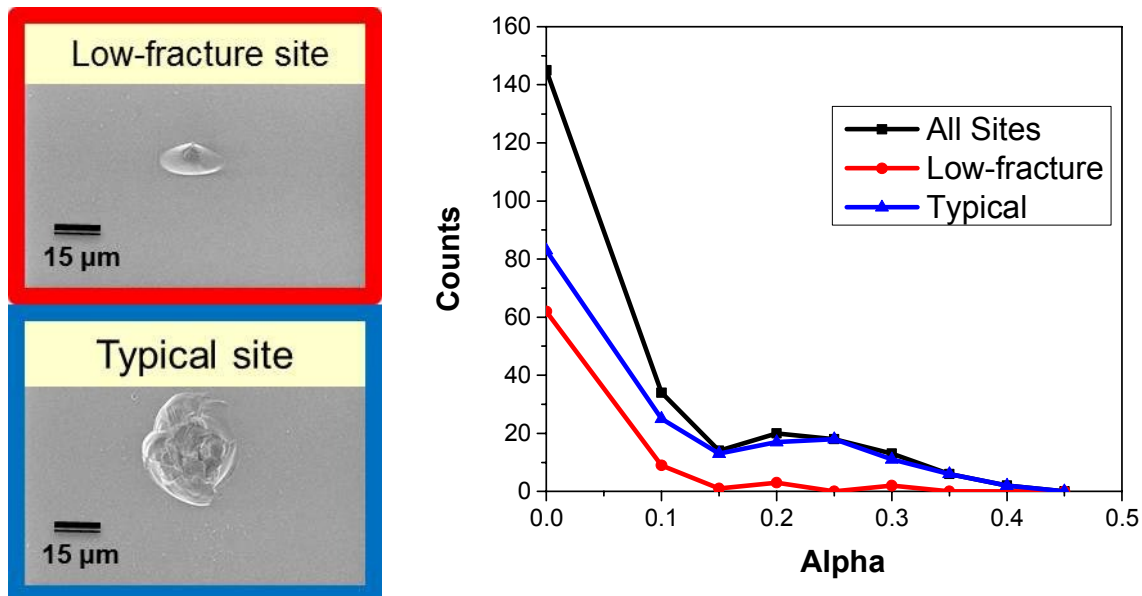 Low-fracture site
15 µm
Typical site
15 µm
160
140
120
100
80
60
40
20
0
Counts
0.0 0.1 0.2 0.3 0.4 0.5
Alpha
All Sites
Low-fracture
Typical